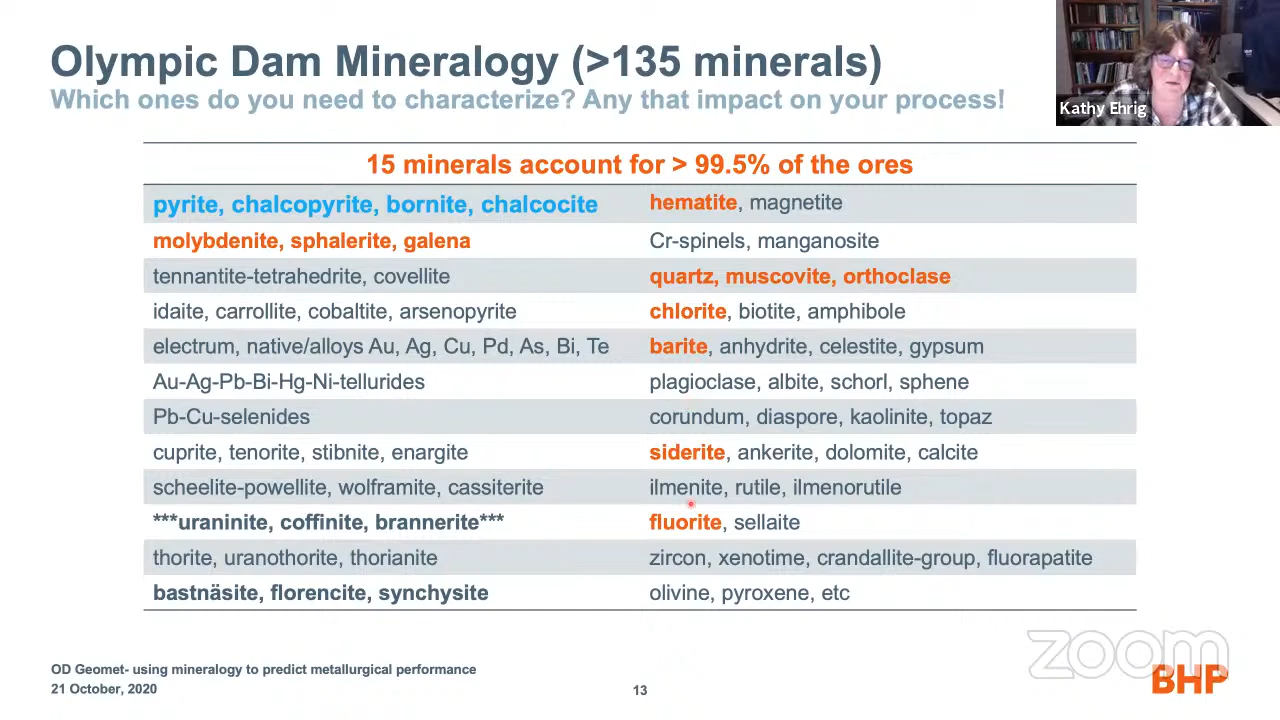 Olympic Dam Mineralogy (>135 minerals)
Which ones do you need to characterize? Any that impact on your process!
Kathy Ehrig
15 minerals account for > 99.5% of the ores
pyrite, chalcopyrite, bornite, chalcocite
hematite, magnetite
molybdenite, sphalerite, galena
Cr-spinels, manganosite
tennantite-tetrahedrite, covellite
quartz, muscovite, orthoclase
idaite, carrollite, cobaltite, arsenopyrite
chlorite, biotite, amphibole
electrum, native/alloys Au, Ag, Cu, Pd, As, Bi, Te
barite, anhydrite, celestite, gypsum
Au-Ag-Pb-Bi-Hg-Ni-tellurides
plagioclase, albite, schorl, sphene
Pb-Cu-selenides
corundum, diaspore, kaolinite, topaz
cuprite, tenorite, stibnite, enargite
siderite, ankerite, dolomite, calcite
scheelite-powellite, wolframite, cassiterite
ilmenite, rutile, ilmenorutile
***uraninite, coffinite, brannerite***
fluorite, sellaite
thorite, uranothorite, thorianite
zircon, xenotime, crandallite-group, fluorapatite
bastnäsite, florencite, synchysite
olivine, pyroxene, etc
zoom
OD Geomet- using mineralogy to predict metallurgical performance
21 October, 2020
13
BHP